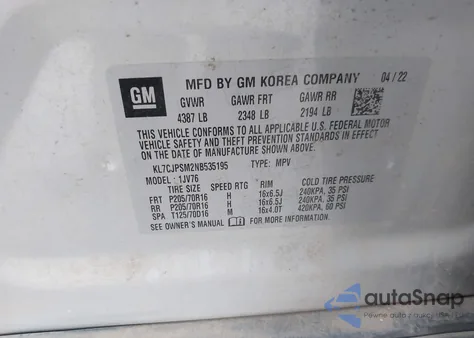 GM
MFD BY GM KOREA COMPANY 04/22
GVWR GAWR FRT GAWR RR
4387 LB 2348 LB 2194 LB
THIS VEHICLE CONFORMS TO ALL APPLICABLE U.S. FEDERAL MOTOR
VEHICLE SAFETY AND THEFT PREVENTION STANDARDS IN
EFFECT ON THE DATE OF MANUFACTURE SHOWN ABOVE.
KL7CJPSM2NB535195 TYPE: MPV
MODEL: 1JV76
TIRE SIZE SPEED RTG RIM COLD TIRE PRESSURE
FRT P205/70R16 H 16x6.5J 240KPA, 35 PSI
RR P205/70R16 H 16x6.5J 240KPA, 35 PSI
SPA T125/70D16 M 16x4.0T 420KPA, 60 PSI
SEE OWNER'S MANUAL FOR MORE INFORMATION
autoSnap